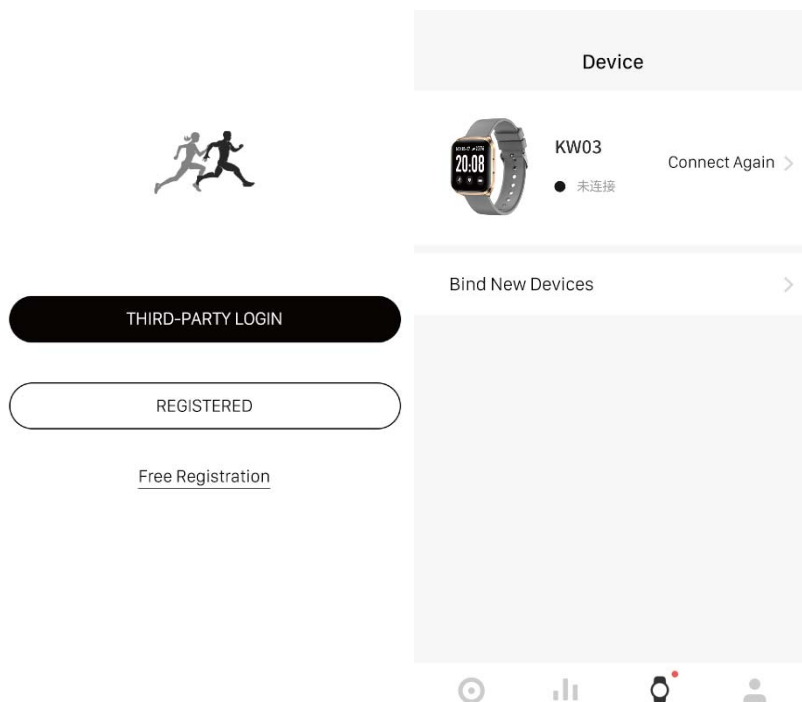 THIRD-PARTY LOGIN
REGISTERED
Free Registration
Device
20:08
KW03
未连接
Connect Again
Bind New Devices